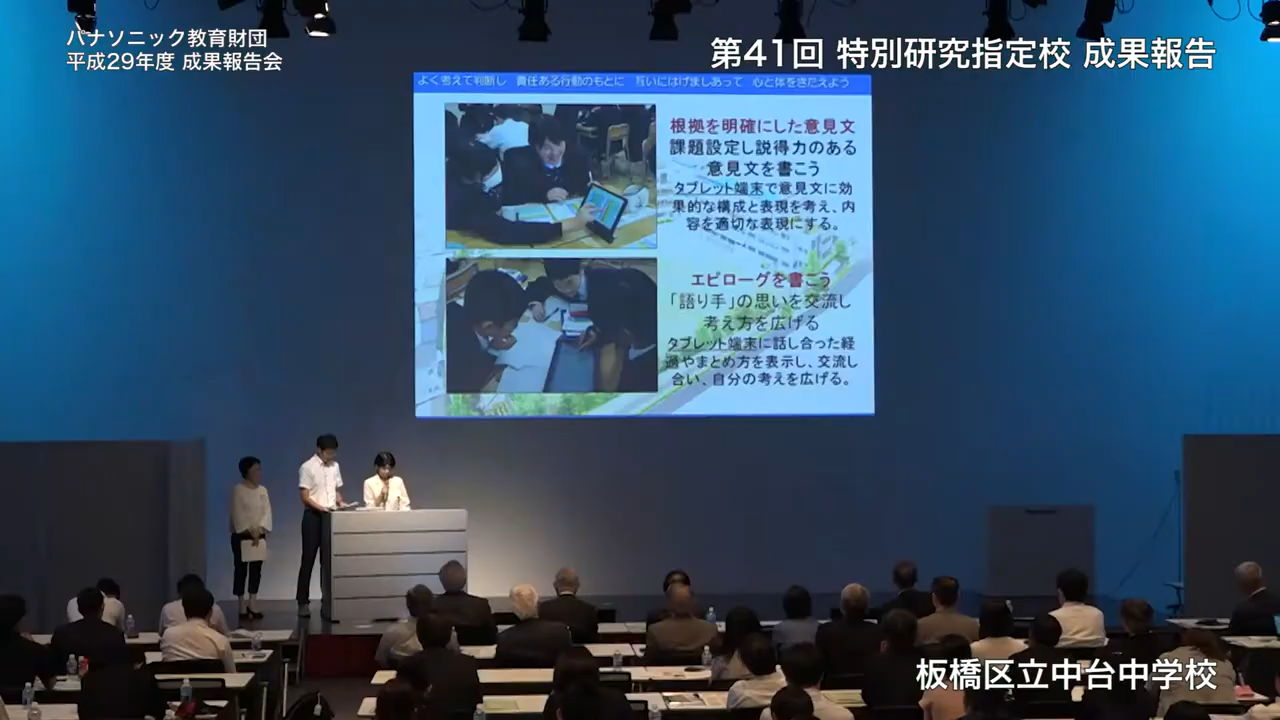 パナソニック教育財団
平成29年度 成果報告会
第41回 特別研究指定校 成果報告
よく考えて判断し 責任ある行動のもとに 互いにはげましあって 心と体をきたえよう
根拠を明確にした意見文
課題設定し説得力のある
意見文を書こう
タブレット端末で意見文に効
果的な構成と表現を考え、内
容を適切な表現にする。
エピローグを書こう
「語り手」の思いを交流し
考え方を広げる
タブレット端末に話し合った経
過やまとめ方を表示し、交流し
合い、自分の考えを広げる。
板橋区立中台中学校